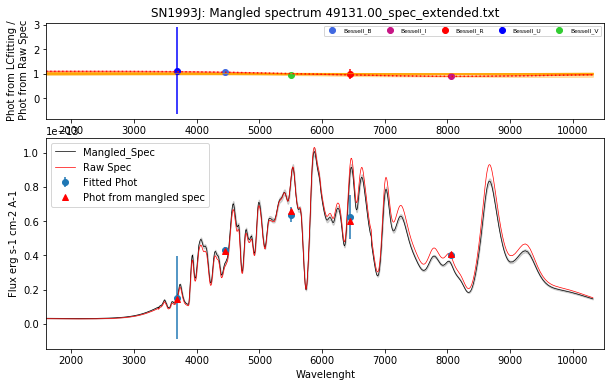 SN1993J: Mangled spectrum 49131.00_spec_extended.txt
Phot from LCfitting /
Phot from Raw Spec
3
2
1
0
Bessell_B
Bessell_I
Bessell_R
Bessell_U
Bessell_V
2000
3000
4000
5000
6000
7000
8000
9000
10000
1e−13
Flux erg s-1 cm-2 A-1
1.0
0.8
0.6
0.4
0.2
0.0
Mangled_Spec
Raw Spec
Fitted Phot
Phot from mangled spec
2000
3000
4000
5000
6000
7000
8000
9000
10000
Wavelenght